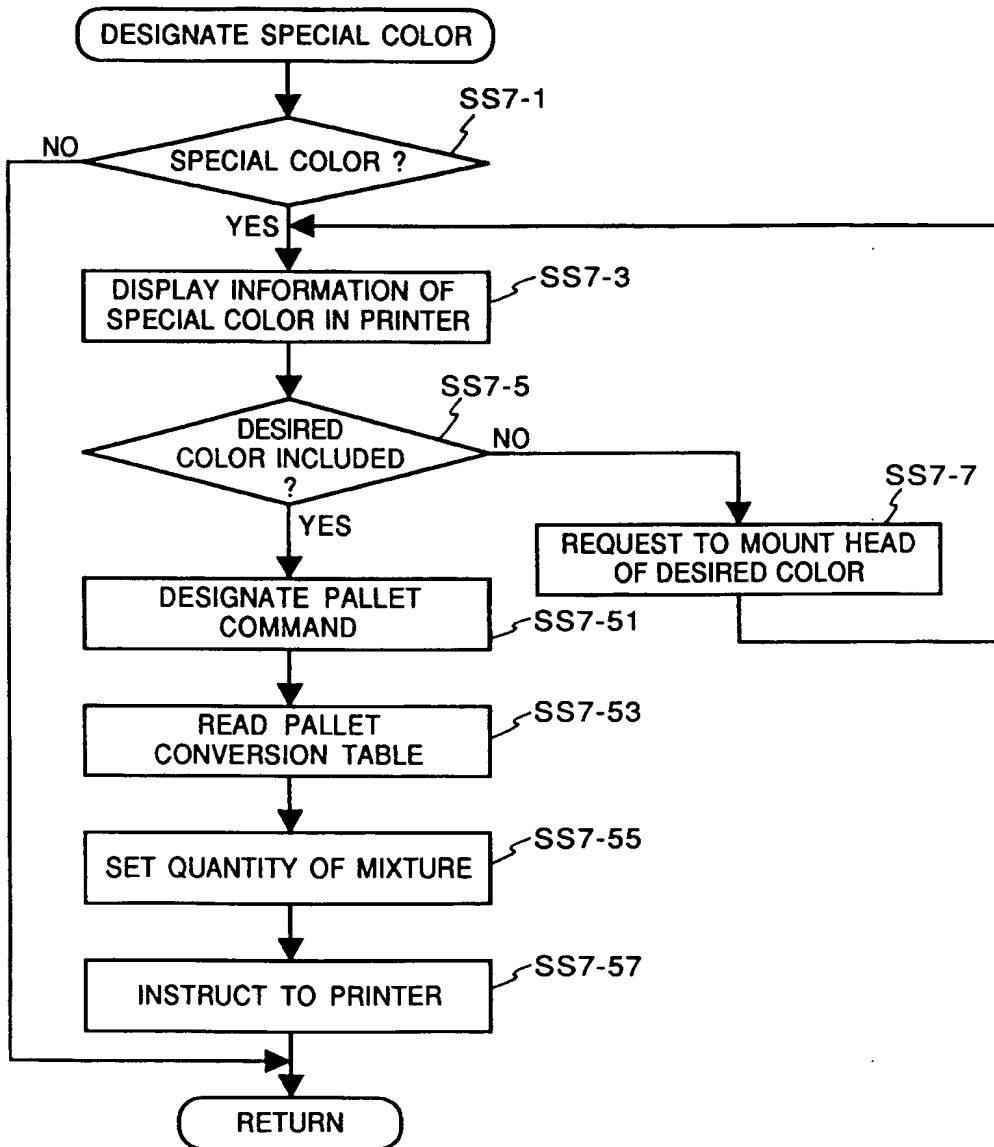 DESIGNATE SPECIAL COLOR
SS7-1
NO
SPECIAL COLOR ?
YES
SS7-3
DISPLAY INFORMATION OF
SPECIAL COLOR IN PRINTER
SS7-5
DESIRED
COLOR INCLUDED
?
NO
YES
SS7-7
REQUEST TO MOUNT HEAD
OF DESIRED COLOR
DESIGNATE PALLET
COMMAND
SS7-51
READ PALLET
CONVERSION TABLE
SS7-53
SET QUANTITY OF MIXTURE
SS7-55
INSTRUCT TO PRINTER
SS7-57
RETURN